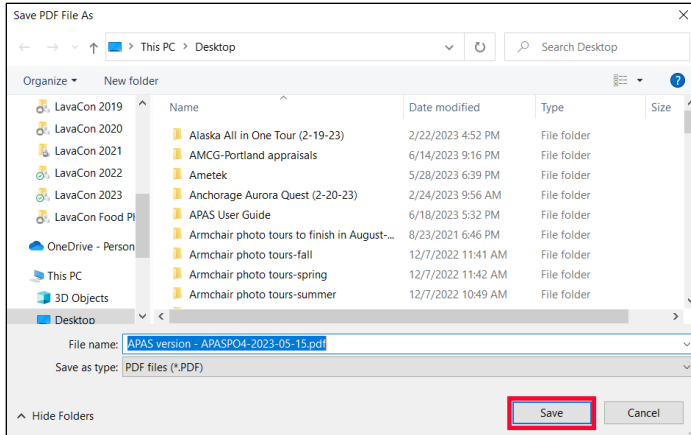 Save PDF File As
This PC > Desktop
Search Desktop
Organize
New folder
LavaCon 2019
LavaCon 2020
LavaCon 2021
LavaCon 2022
LavaCon 2023
LavaCon Food Ph
OneDrive - Person
This PC
3D Objects
Desktop
Name Date modified Type Size
Alaska All in One Tour (2-19-23) 2/22/2023 4:52 PM File folder
AMCG-Portland appraisals 6/14/2023 9:16 PM File folder
Ametek 5/28/2023 6:39 PM File folder
Anchorage Aurora Quest (2-20-23) 2/24/2023 9:56 AM File folder
APAS User Guide 6/18/2023 5:32 PM File folder
Armchair photo tours to finish in August-... 8/23/2021 6:46 PM File folder
Armchair photo tours-fall 12/7/2022 11:41 AM File folder
Armchair photo tours-spring 12/7/2022 11:42 AM File folder
Armchair photo tours-summer 12/7/2022 10:49 AM File folder
File name: APAS version - APASPO4-2023-05-15.pdf
Save as type: PDF files (*.PDF)
Hide Folders
Save
Cancel